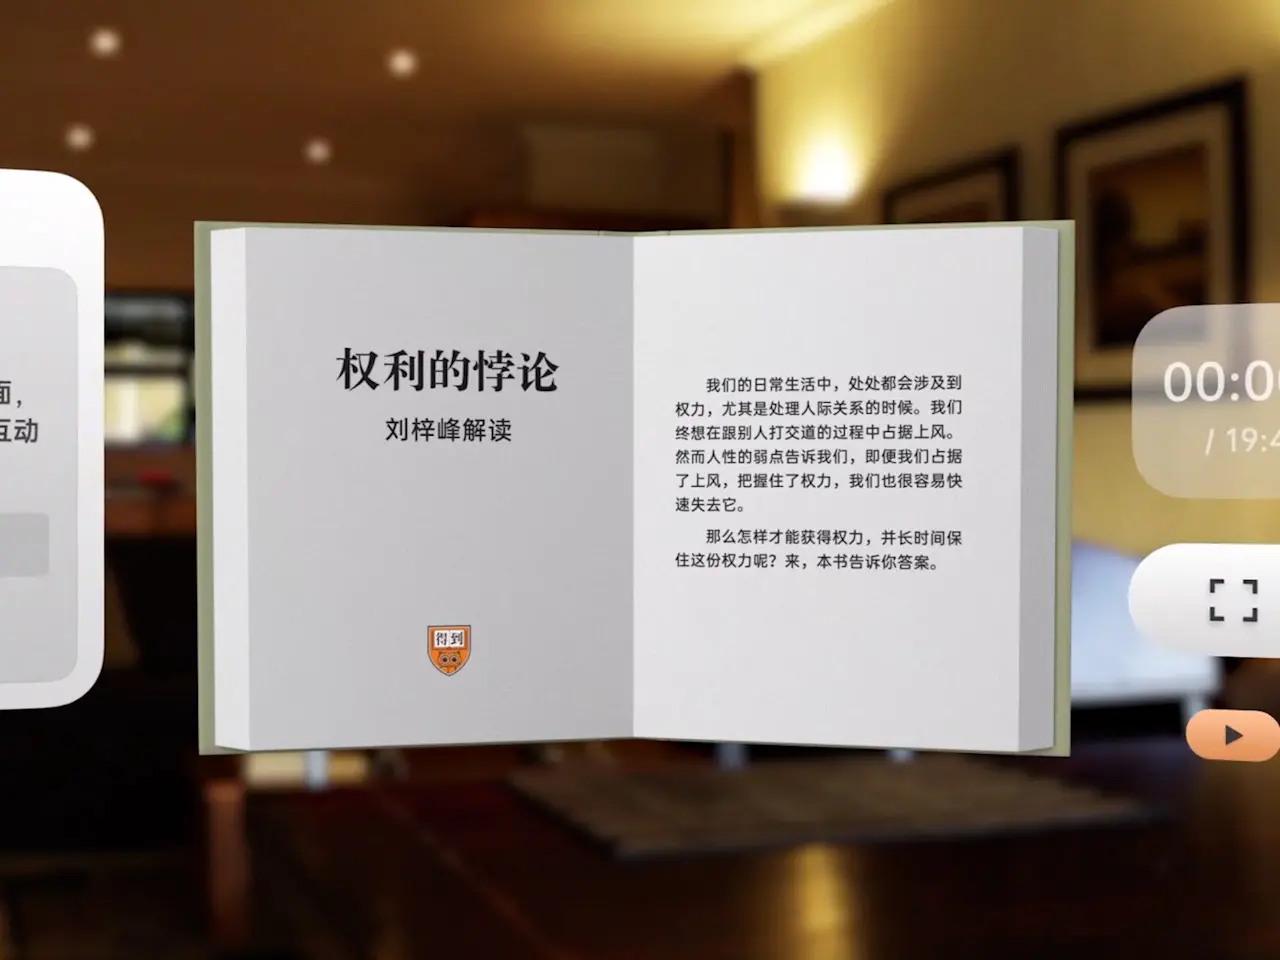 面，
互动
权利的悖论
刘梓峰解读
得到
我们的日常生活中，处处都会涉及到
权力，尤其是处理人际关系的时候。我们
终想在跟别人打交道的过程中占据上风。
然而人性的弱点告诉我们，即便我们占据
了上风，把握住了权力，我们也很容易快
速失去它。
那么怎样才能获得权力，并长时间保
住这份权力呢？来，本书告诉你答案。
00:0
/ 19:4